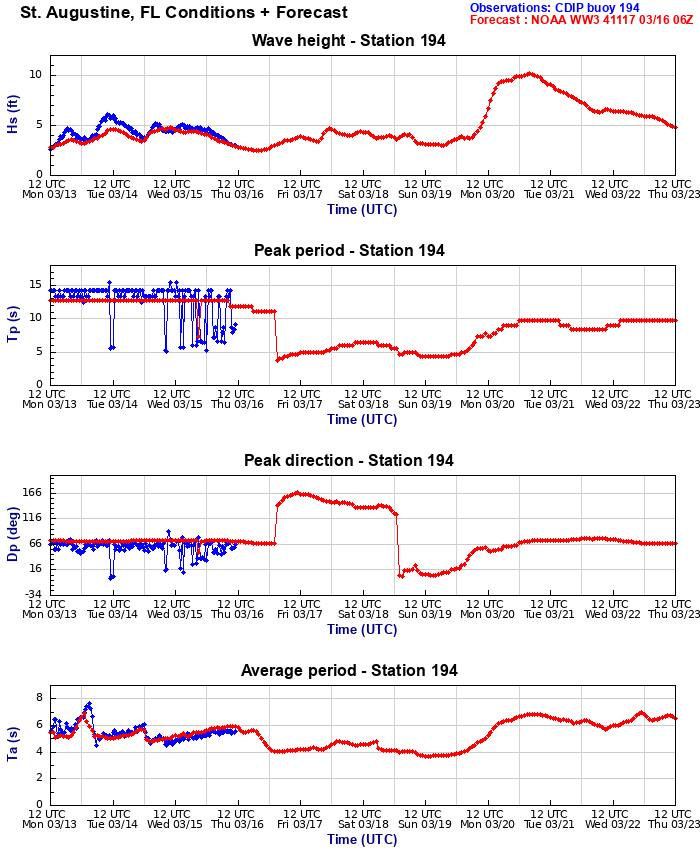 St. Augustine, FL Conditions + Forecast
Observations: CDIP buoy 194
Forecast : NOAA WW3 41117 03/16 06Z
Wave height - Station 194
Hs (ft)
10
5
0
12 UTC 12 UTC 12 UTC 12 UTC 12 UTC 12 UTC 12 UTC 12 UTC 12 UTC 12 UTC 12 UTC
Mon 03/13 Tue 03/14 Wed 03/15 Thu 03/16 Fri 03/17 Sat 03/18 Sun 03/19 Mon 03/20 Tue 03/21 Wed 03/22 Thu 03/23
Time (UTC)
Peak period - Station 194
Tp (s)
15
10
5
0
12 UTC 12 UTC 12 UTC 12 UTC 12 UTC 12 UTC 12 UTC 12 UTC 12 UTC 12 UTC 12 UTC
Mon 03/13 Tue 03/14 Wed 03/15 Thu 03/16 Fri 03/17 Sat 03/18 Sun 03/19 Mon 03/20 Tue 03/21 Wed 03/22 Thu 03/23
Time (UTC)
Peak direction - Station 194
Dp (deg)
166
116
66
16
-34
12 UTC 12 UTC 12 UTC 12 UTC 12 UTC 12 UTC 12 UTC 12 UTC 12 UTC 12 UTC 12 UTC
Mon 03/13 Tue 03/14 Wed 03/15 Thu 03/16 Fri 03/17 Sat 03/18 Sun 03/19 Mon 03/20 Tue 03/21 Wed 03/22 Thu 03/23
Time (UTC)
Average period - Station 194
Ta (s)
8
6
4
2
0
12 UTC 12 UTC 12 UTC 12 UTC 12 UTC 12 UTC 12 UTC 12 UTC 12 UTC 12 UTC 12 UTC
Mon 03/13 Tue 03/14 Wed 03/15 Thu 03/16 Fri 03/17 Sat 03/18 Sun 03/19 Mon 03/20 Tue 03/21 Wed 03/22 Thu 03/23
Time (UTC)